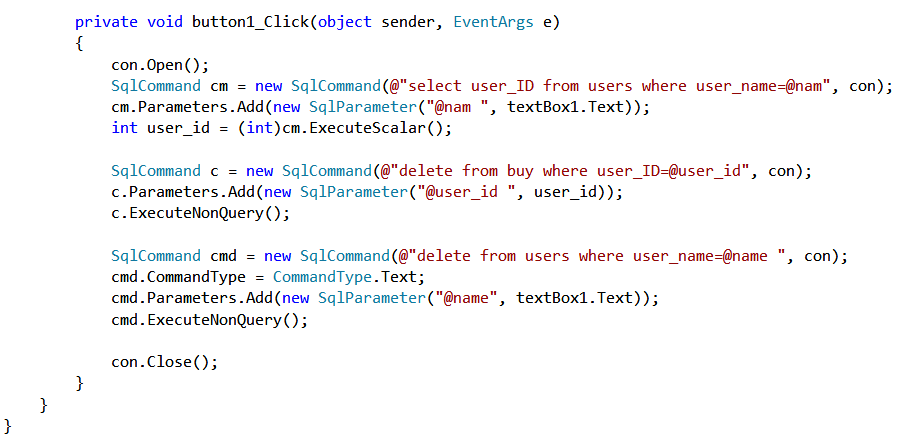 private void button1_Click(object sender, EventArgs e)
{
con.Open();
SqlCommand cm = new SqlCommand(@"select user_ID from users where user_name=@nam", con);
cm.Parameters.Add(new SqlParameter("@nam ", textBox1.Text));
int user_id = (int)cm.ExecuteScalar();
SqlCommand c = new SqlCommand(@"delete from buy where user_ID=@user_id", con);
c.Parameters.Add(new SqlParameter("@user_id ", user_id));
c.ExecuteNonQuery();
SqlCommand cmd = new SqlCommand(@"delete from users where user_name=@name ", con);
cmd.CommandType = CommandType.Text;
cmd.Parameters.Add(new SqlParameter("@name", textBox1.Text));
cmd.ExecuteNonQuery();
con.Close();
}
}
}